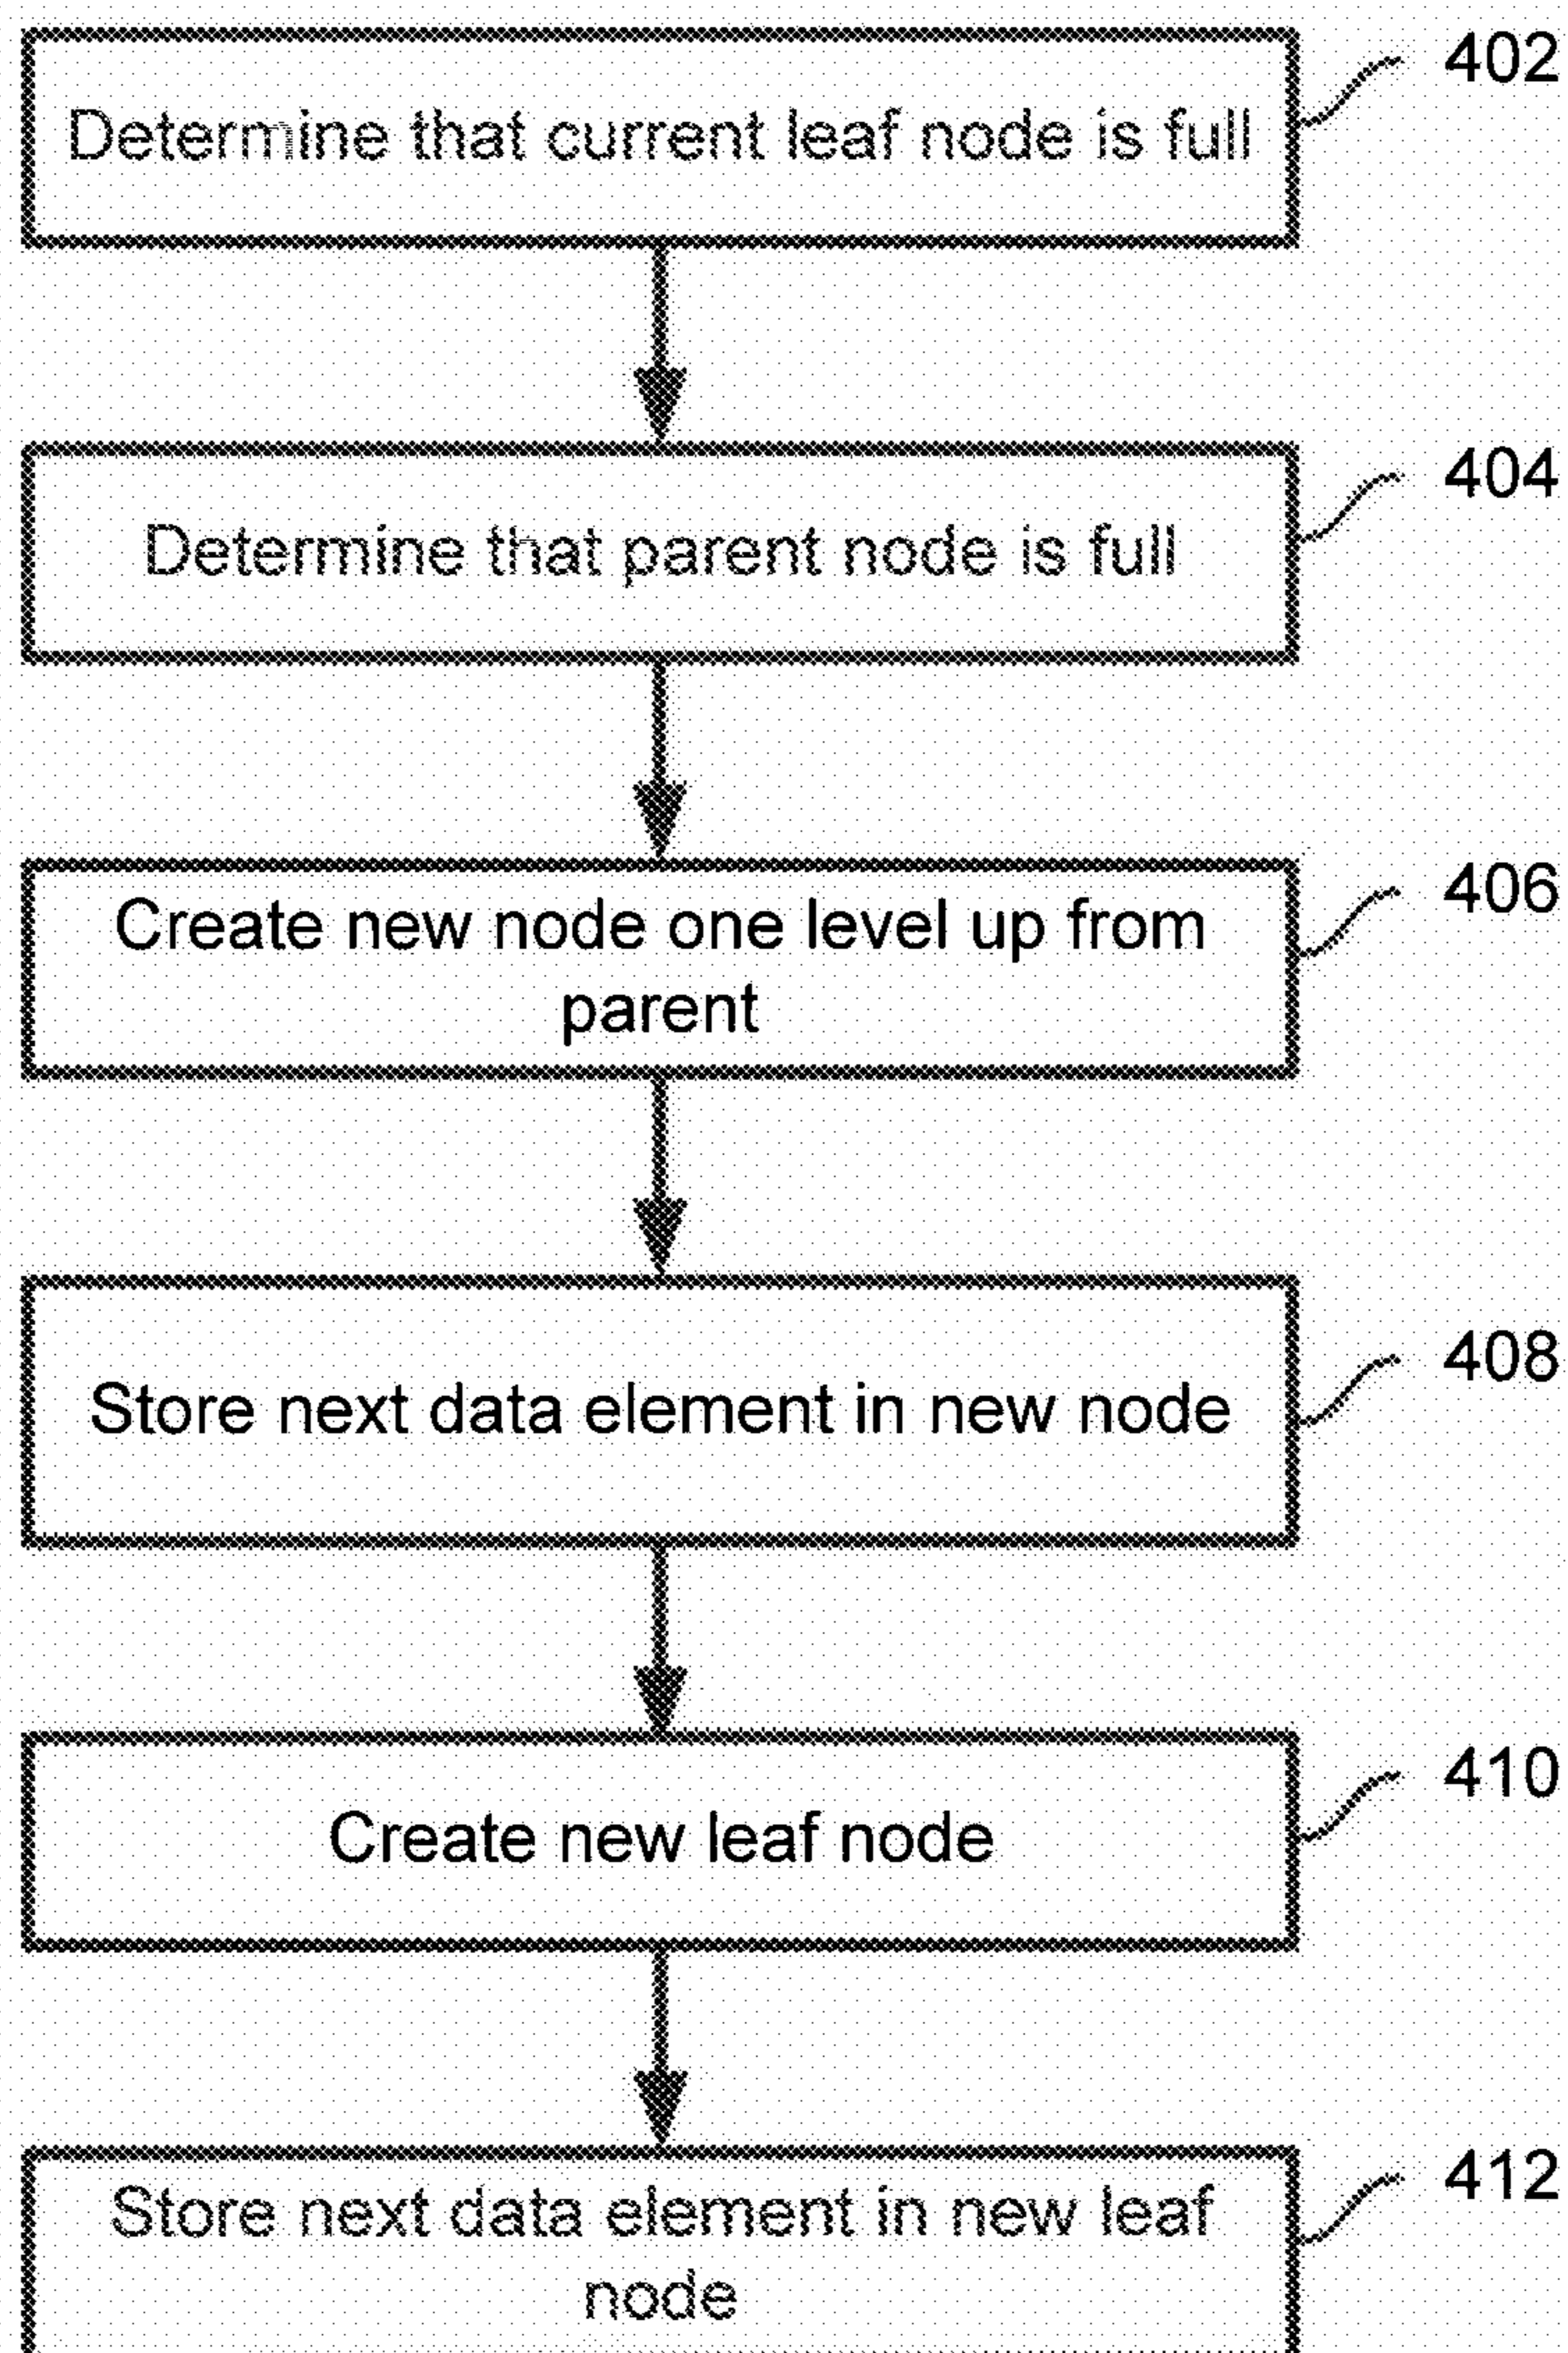 402
Determine that current leaf node is full
404
Determine that parent node is full
406
Create new node one level up from
parent
408
Store next data element in new node
410
Create new leaf node
412
Store next data element in new leaf
node